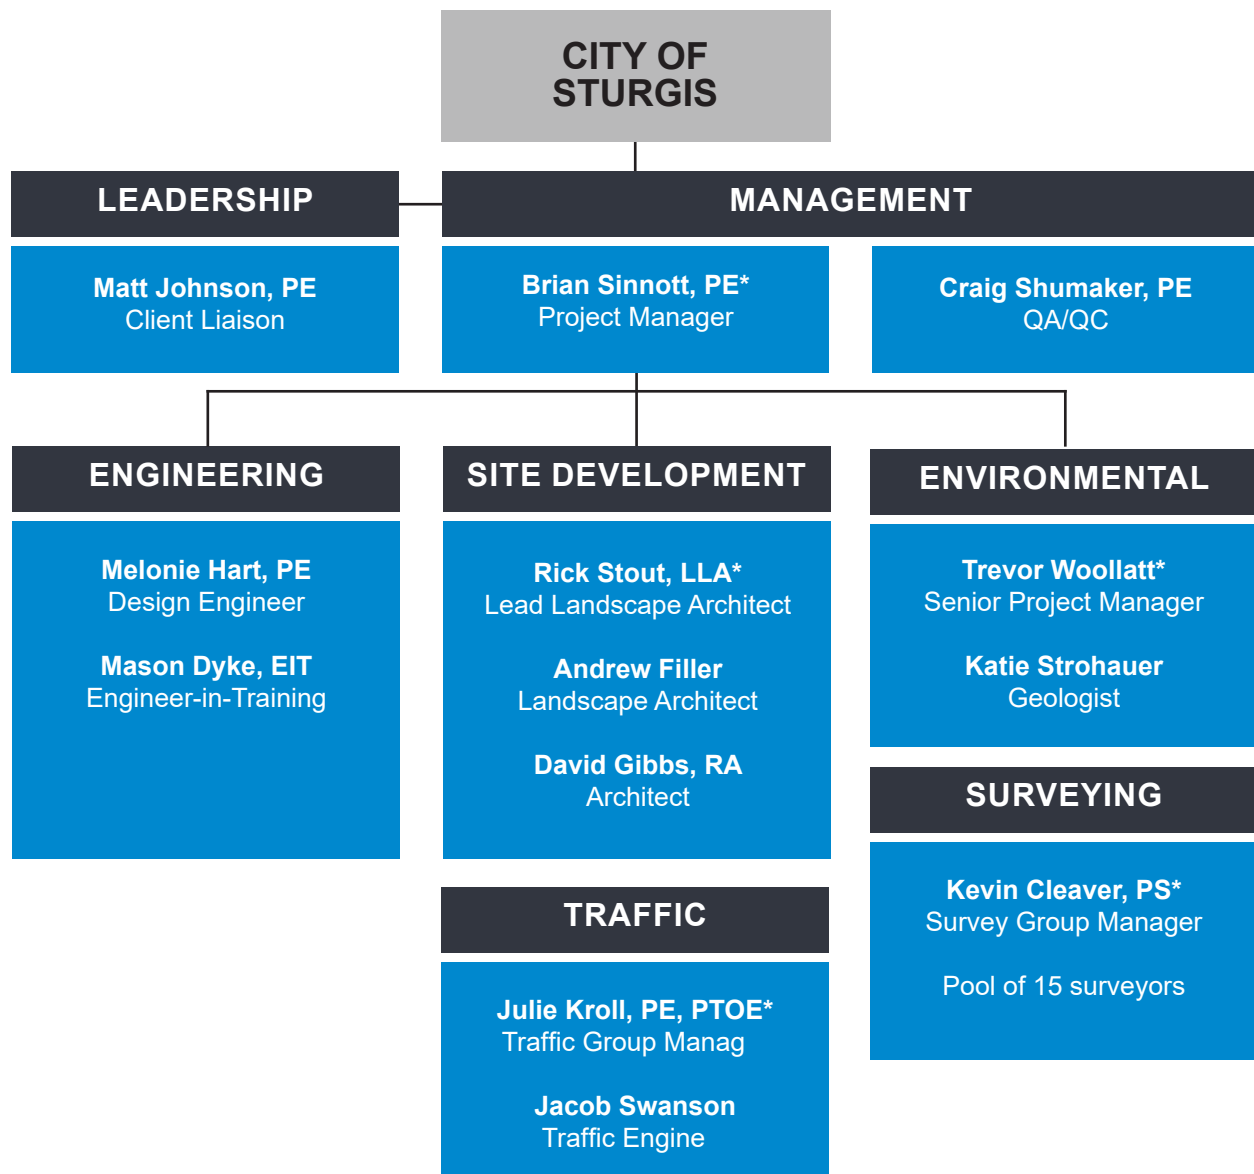 CITY OF
STURGIS
LEADERSHIP
MANAGEMENT
Matt Johnson, PE
Client Liaison
Brian Sinnott, PE*
Project Manager
Craig Shumaker, PE
QA/QC
ENGINEERING
Melonie Hart, PE
Design Engineer
Mason Dyke, EIT
Engineer-in-Training
SITE DEVELOPMENT
Rick Stout, LLA*
Lead Landscape Architect
Andrew Filler
Landscape Architect
David Gibbs, RA
Architect
ENVIRONMENTAL
Trevor Woollatt*
Senior Project Manager
Katie Strohauer
Geologist
SURVEYING
Kevin Cleaver, PS*
Survey Group Manager
Pool of 15 surveyors
TRAFFIC
Julie Kroll, PE, PTOE*
Traffic Group Manag
Jacob Swanson
Traffic Engine